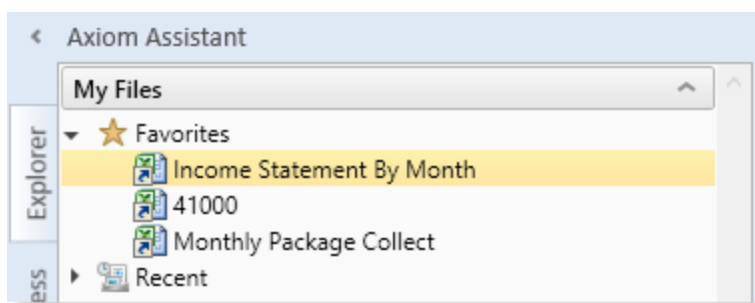 Axiom Assistant
My Files
Explorer
Favorites
Income Statement By Month
41000
Monthly Package Collect
Recent